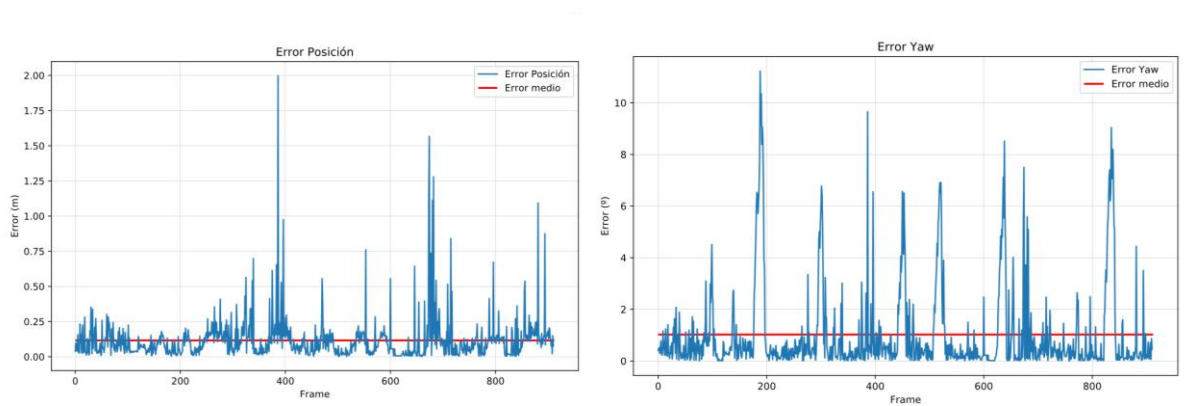 Error Posición
Error Posición
Error medio
2.00
1.75
1.50
1.25
1.00
0.75
0.50
0.25
0.00
Error (m)
0
200
400
600
800
Frame
Error Yaw
Error Yaw
Error medio
10
8
6
4
2
0
Error (º)
0
200
400
600
800
Frame